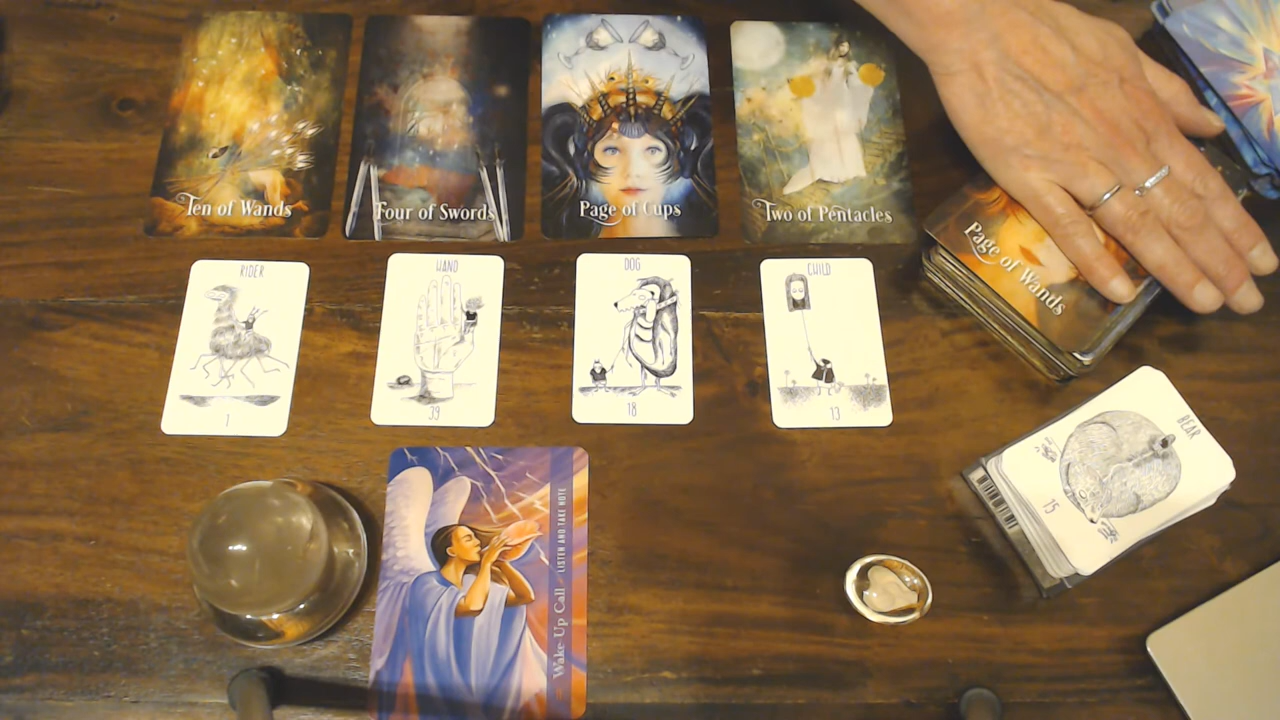 Ten of Wands
Four of Swords
Page of Cups
Two of Pentacles
Page of Wands
RIDER
1
HAND
39
DOG
18
CHILD
13
BEAR
15
Wake Up Call / LISTEN AND TAKE NOTE